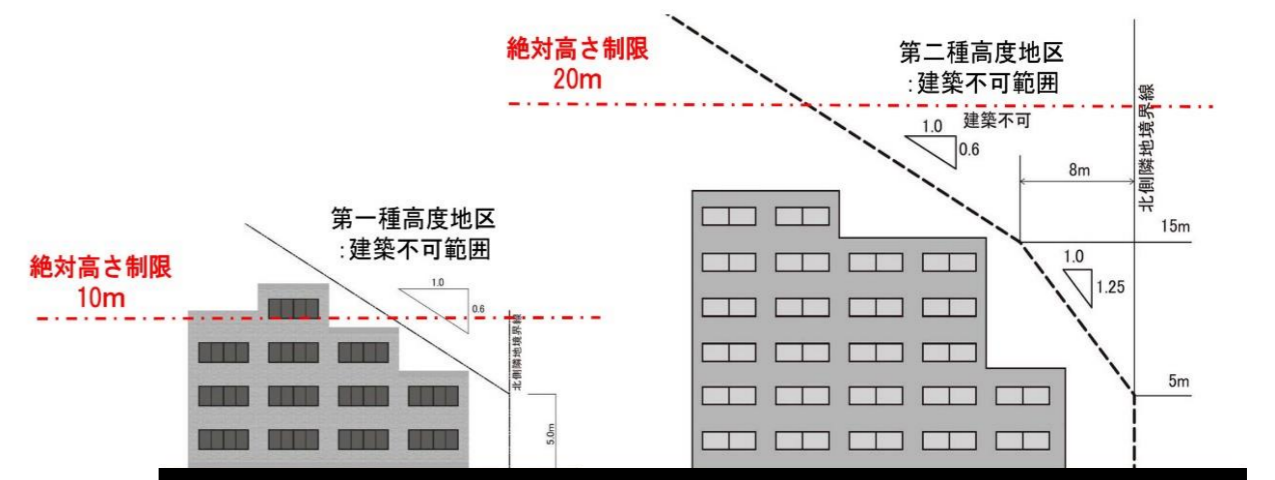 絶対高さ制限
10m
第一種高度地区
:建築不可範囲
1.0
0.6
北側隣地境界線
5.0m
絶対高さ制限
20m
第二種高度地区
:建築不可範囲
建築不可
1.0
0.6
8m
北側隣地境界線
15m
1.0
1.25
5m